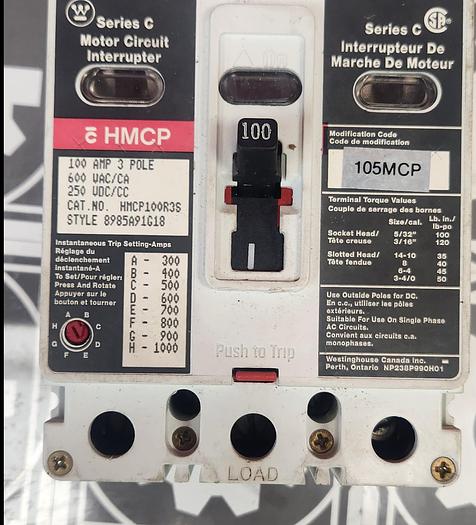 Series C
Motor Circuit
Interrupter
HMCP
100 AMP 3 POLE
600 VAC/CA
250 VDC/CC
CAT.NO. HMCP100R3S
STYLE 8985A91G18
Instantaneous Trip Setting-Amps
Réglage du
déclenchement
instantané-A
To Set/Pour régler:
Press And Rotate
Appuyer sur le
bouton et tourner
A
B
C
D
E
F
G
H
A - 300
B - 400
C - 500
D - 600
E - 700
F - 800
G - 900
H - 1000
100
Push to Trip
LOAD
Series C
Interrupteur De
Marche De Moteur
Modification Code
Code de modification
105MCP
Terminal Torque Values
Couple de serrage des bornes
Size/cal. Lb. in./
lb-po
Socket Head/ 5/32" 100
Tête creuse 3/16" 120
Slotted Head/ 14-10 35
Tête fendue 8 40
6-4 45
3-4/0 50
Use Outside Poles for DC.
En c.c., utiliser les pôles
extérieurs.
Suitable For Use On Single Phase
AC Circuits.
Convient aux circuits c.a.
monophasés.
Westinghouse Canada Inc.
Perth, Ontario NP238P990H01